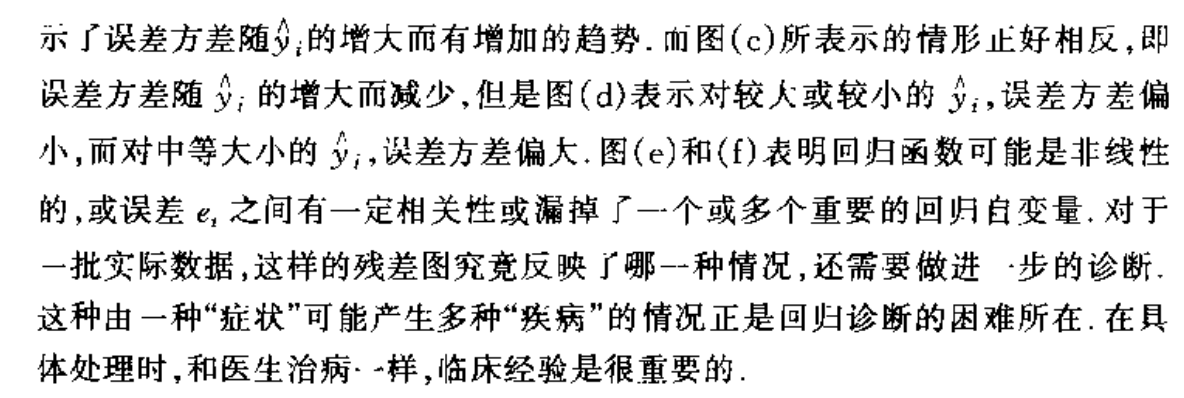 示了误差方差随ŷᵢ的增大而有增加的趋势.而图(c)所表示的情形正好相反,即
误差方差随 ŷᵢ 的增大而减少,但是图(d)表示对较大或较小的 ŷᵢ,误差方差偏
小,而对中等大小的 ŷᵢ,误差方差偏大.图(e)和(f)表明回归函数可能是非线性
的,或误差 eᵢ 之间有一定相关性或漏掉了一个或多个重要的回归自变量.对于
一批实际数据,这样的残差图究竟反映了哪一种情况,还需要做进一步的诊断.
这种由一种“症状”可能产生多种“疾病”的情况正是回归诊断的困难所在.在具
体处理时,和医生治病一样,临床经验是很重要的.